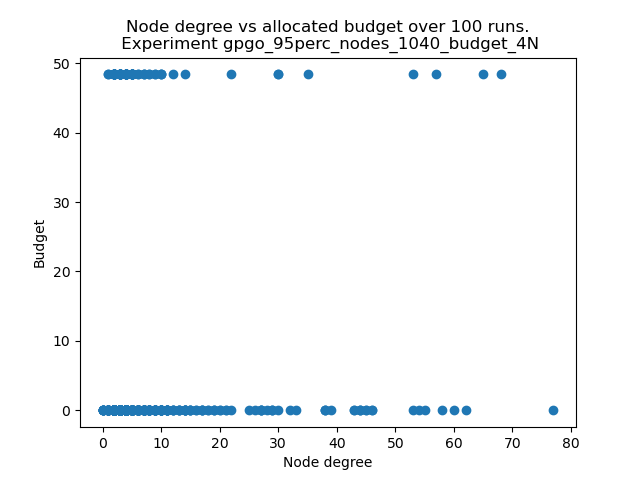 Node degree vs allocated budget over 100 runs.
Experiment gpgo_95perc_nodes_1040_budget_4N
50
40
30
20
10
0
Budget
0 10 20 30 40 50 60 70 80
Node degree